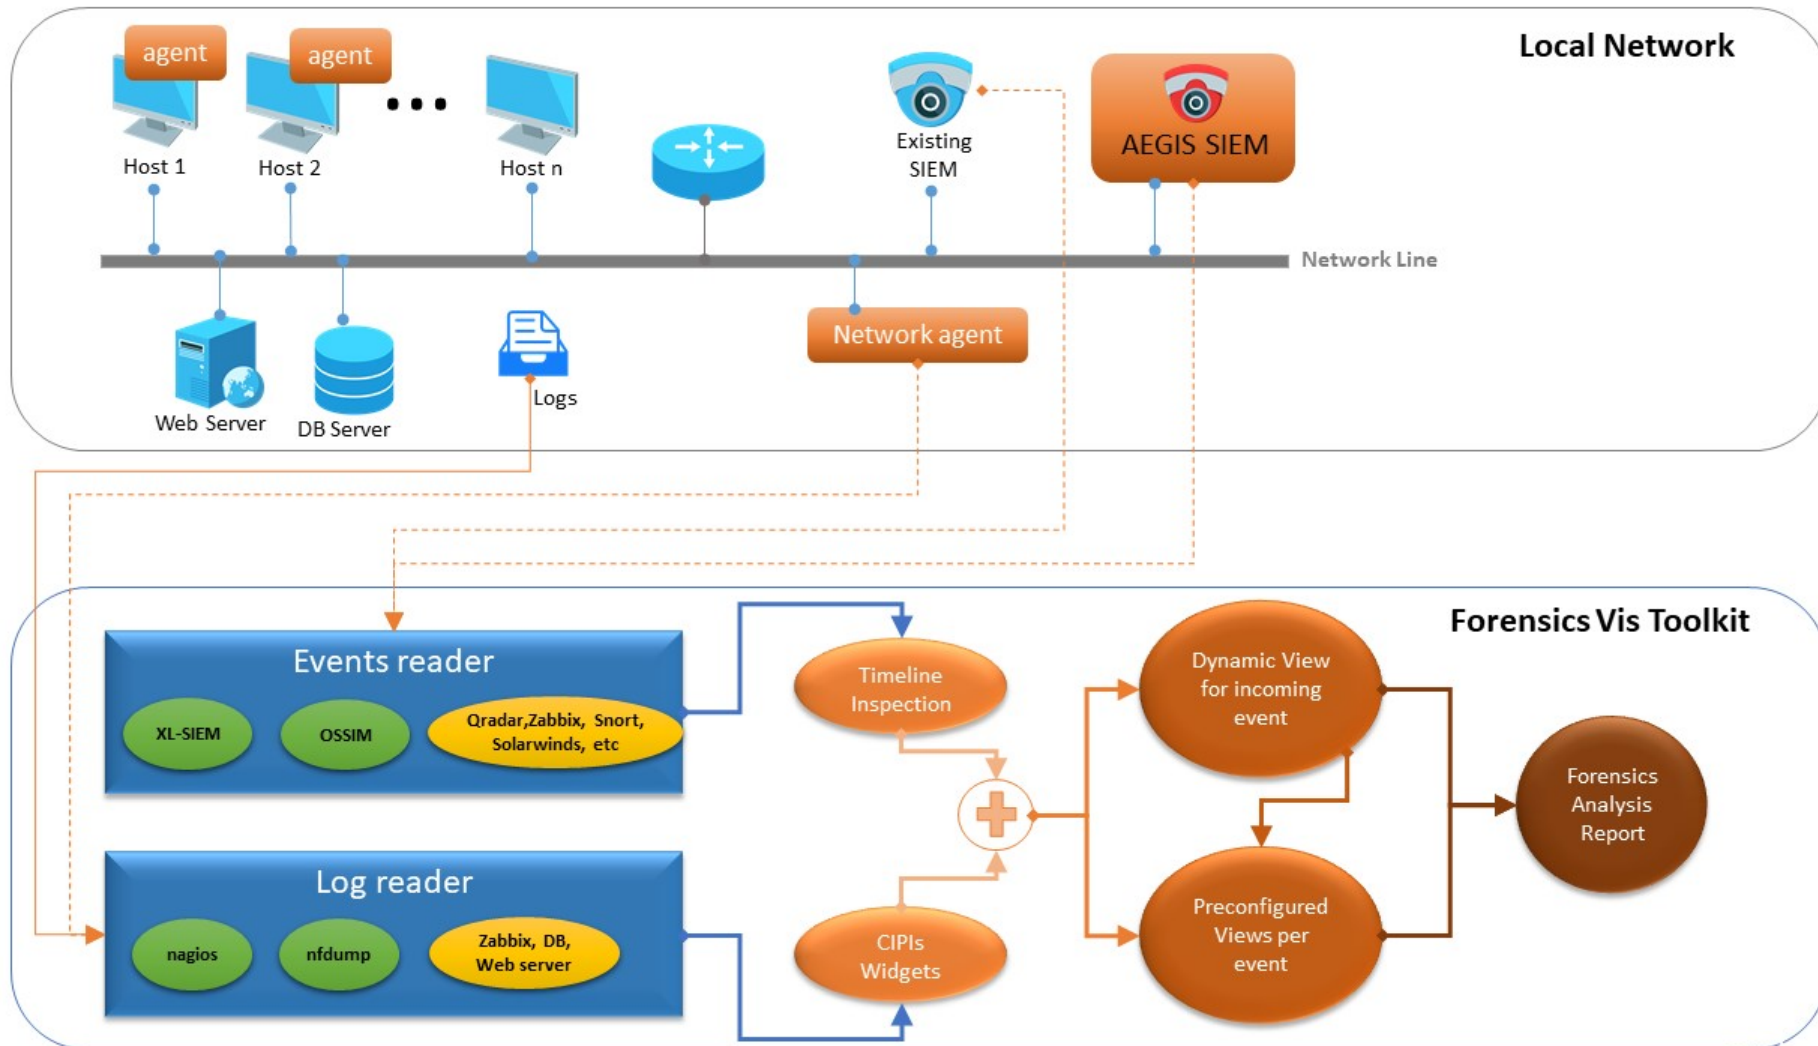 Local Network
agent
agent
Host 1
Host 2
Host n
Existing
SIEM
AEGIS SIEM
Network Line
Web Server
DB Server
Logs
Network agent
Forensics Vis Toolkit
Events reader
XL-SIEM
OSSIM
Qradar,Zabbix, Snort,
Solarwinds, etc
Timeline
Inspection
Dynamic View
for incoming
event
Forensics
Analysis
Report
Log reader
nagios
nfdump
Zabbix, DB,
Web server
CIPIs
Widgets
Preconfigured
Views per
event